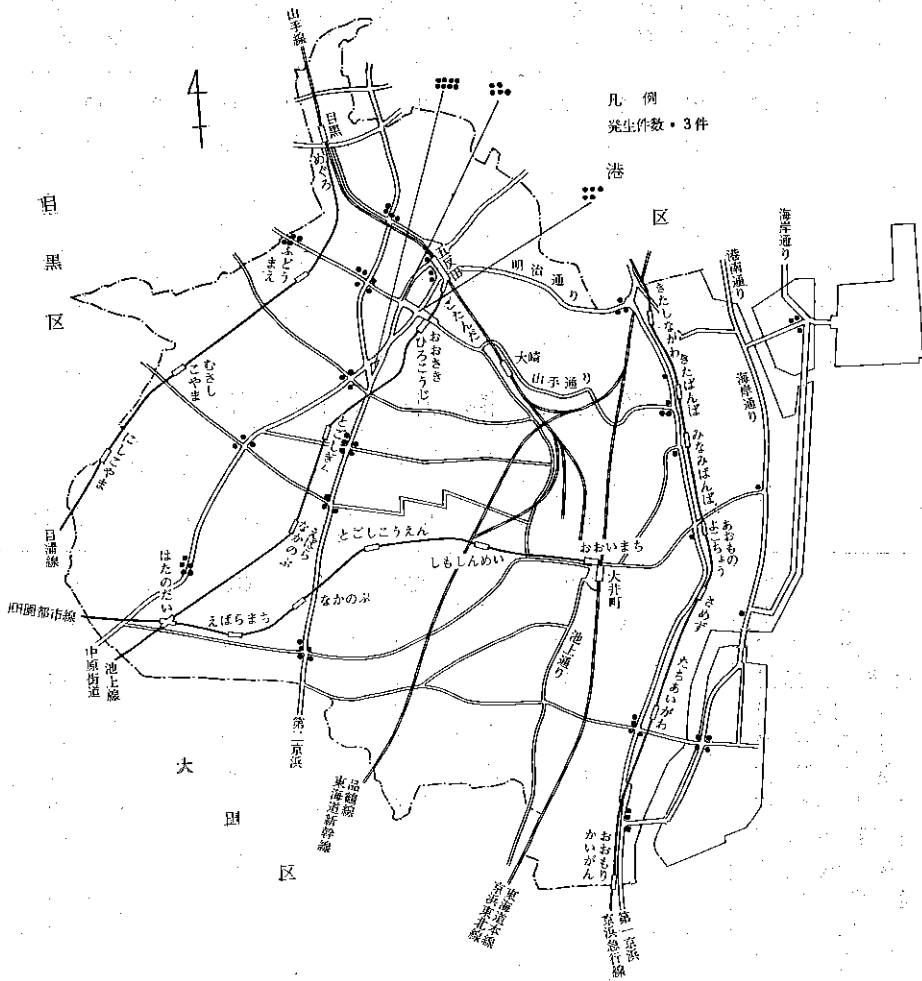 山手線
目黒
めぐろ
凡例
発生件数・3件
港
区
海岸通り
港南通り
海岸通り
目
黒
区
ふどう
まえ
五反田
ごたんだ
明治通り
きたしながわ
きたばんば
みなみばんば
おおさき
ひろこうじ
大崎
山手通り
むさし
こやま
にしこやま
とごしぎん
目蒲線
えばら
なかのぶ
とごしこうえん
しもしんめい
おおいまち
大井町
あおもの
よこちょう
さめず
はたのだい
えばらまち
なかのぶ
田園都市線
中原街道
池上線
池上通り
たちあいがわ
第二京浜
大
田
区
品鶴線
東海道新幹線
おおもり
かいがん
東海道本線
京浜東北線
第一京浜
京浜急行線